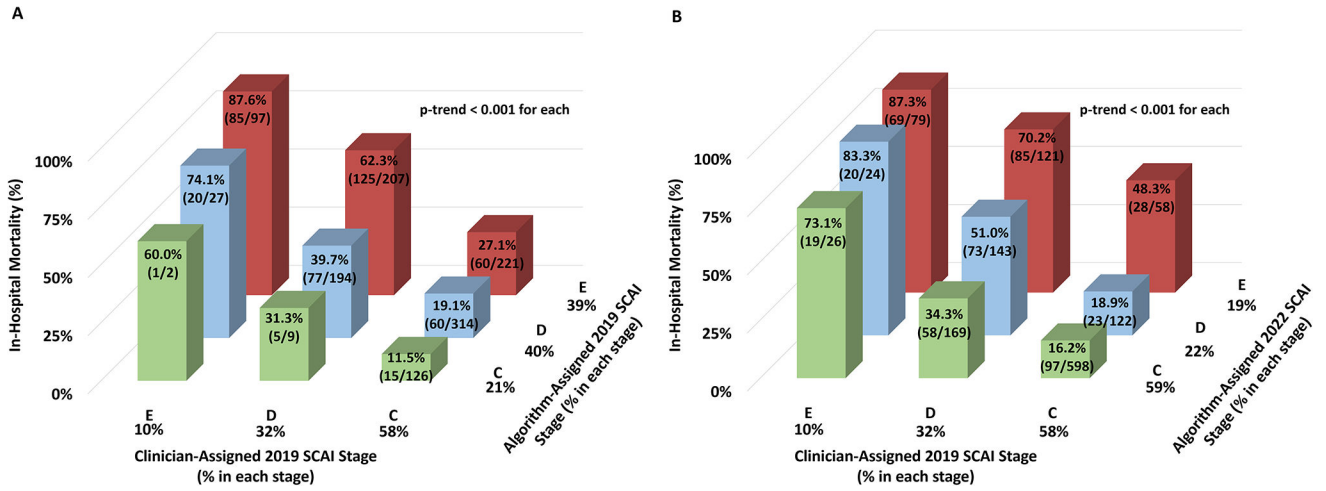 A
p-trend < 0.001 for each
In-Hospital Mortality (%)
100%
75%
50%
25%
0%
87.6%
(85/97)
62.3%
(125/207)
27.1%
(60/221)
74.1%
(20/27)
39.7%
(77/194)
19.1%
(60/314)
60.0%
(1/2)
31.3%
(5/9)
11.5%
(15/126)
E
39%
D
40%
C
21%
Algorithm-Assigned 2019 SCAI
Stage (% in each stage)
E
10%
D
32%
C
58%
Clinician-Assigned 2019 SCAI Stage
(% in each stage)
B
p-trend < 0.001 for each
In-Hospital Mortality (%)
100%
75%
50%
25%
0%
87.3%
(69/79)
70.2%
(85/121)
48.3%
(28/58)
83.3%
(20/24)
51.0%
(73/143)
18.9%
(23/122)
73.1%
(19/26)
34.3%
(58/169)
16.2%
(97/598)
E
19%
D
22%
C
59%
Algorithm-Assigned 2022 SCAI
Stage (% in each stage)
E
10%
D
32%
C
58%
Clinician-Assigned 2019 SCAI Stage
(% in each stage)